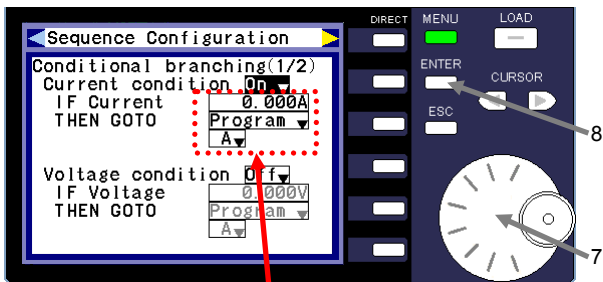 DIRECT MENU LOAD
Sequence Configuration
Conditional branching(1/2)
Current condition On
IF Current 0.000A
THEN GOTO Program
A
Voltage condition Off
IF Voltage 0.000V
THEN GOTO Program
A
ENTER
CURSOR
ESC
8
7